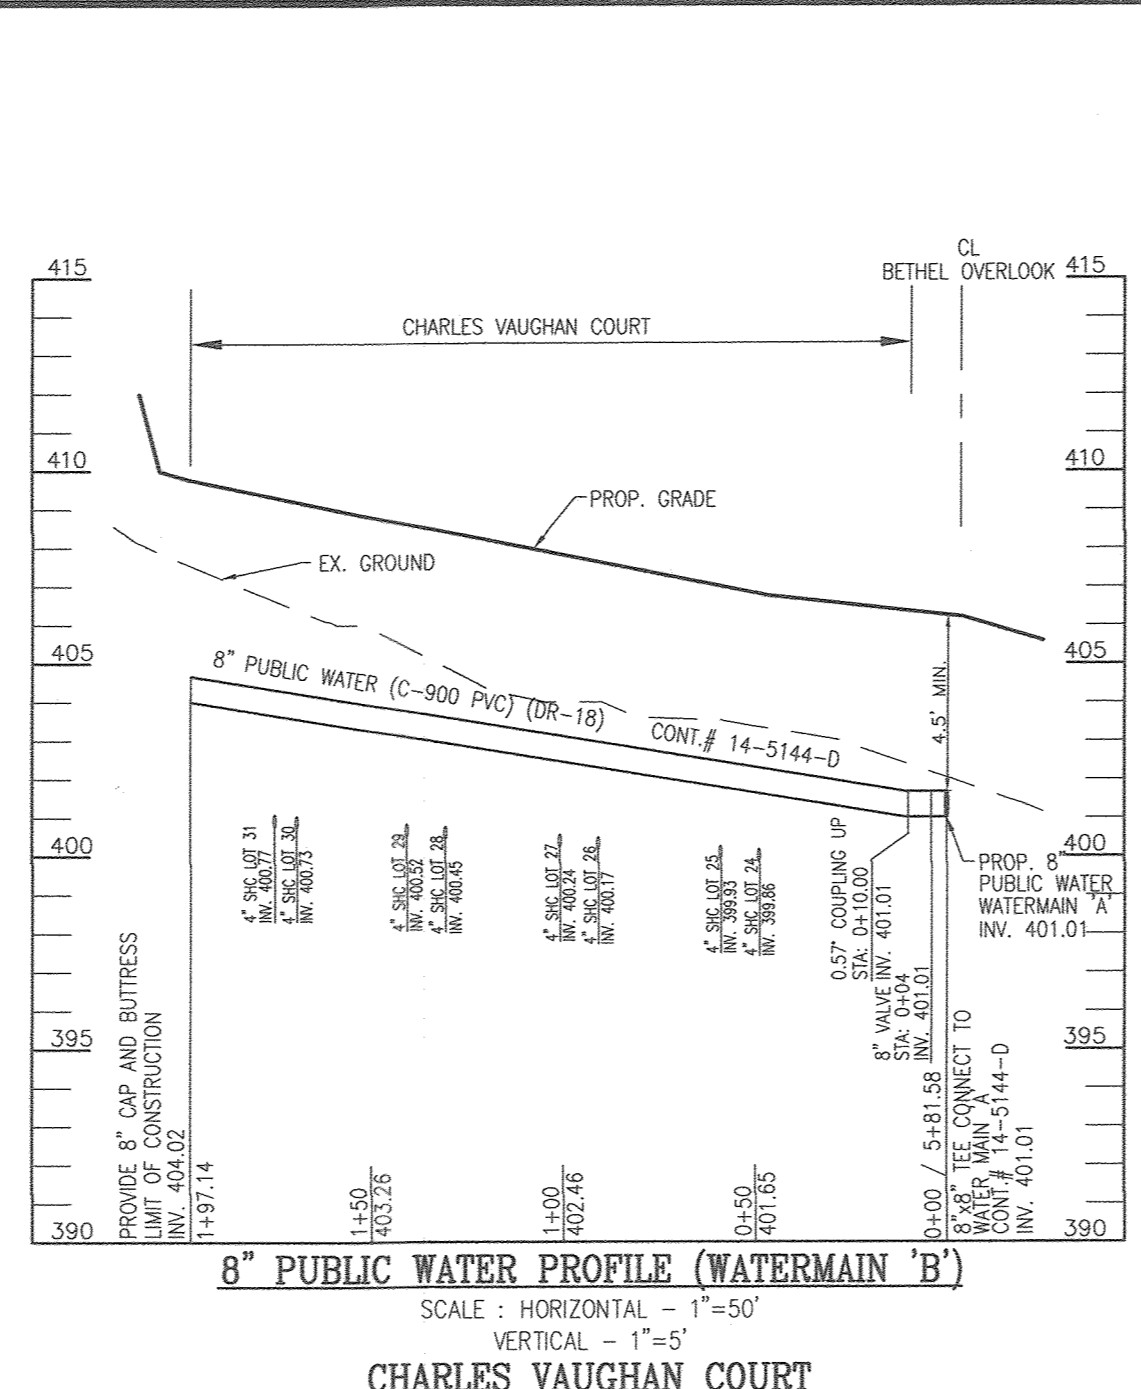 CL
BETHEL OVERLOOK
415
415
CHARLES VAUGHAN COURT
410
410
PROP. GRADE
EX. GROUND
405
405
8" PUBLIC WATER (C-900 PVC) (DR-18)
CONT.# 14-5144-D
4.5' MIN.
400
400
4" SHC LOT 31
INV. 400.77
4" SHC LOT 30
INV. 400.73
4" SHC LOT 29
INV. 400.52
4" SHC LOT 28
INV. 400.45
4" SHC LOT 27
INV. 400.24
4" SHC LOT 26
INV. 400.17
4" SHC LOT 25
INV. 399.93
4" SHC LOT 24
INV. 399.86
0.57° COUPLING UP
STA: 0+10.00
INV. 401.01
8" VALVE
STA: 0+04
INV. 401.01
PROP. 8"
PUBLIC WATER
WATERMAIN 'A'
INV. 401.01
395
395
PROVIDE 8" CAP AND BUTTRESS
LIMIT OF CONSTRUCTION
INV. 404.02
1+97.14
1+50
403.26
1+00
402.46
0+50
401.65
0+00 / 5+81.58
8"x8" TEE CONNECT TO
WATER MAIN 'A'
CONT.# 14-5144-D
INV. 401.01
390
390
8" PUBLIC WATER PROFILE (WATERMAIN 'B')
SCALE : HORIZONTAL - 1"=50'
VERTICAL - 1"=5'
CHARLES VAUGHAN COURT